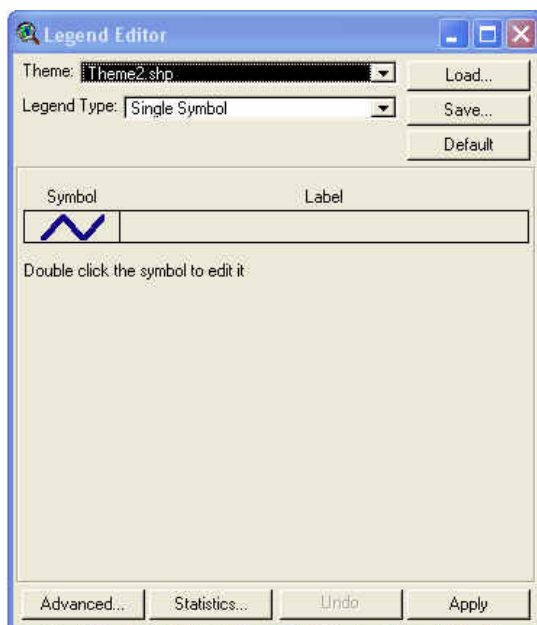 Legend Editor
Theme: Theme2.shp
Load...
Legend Type: Single Symbol
Save...
Default
Symbol Label
Double click the symbol to edit it
Advanced... Statistics... Undo Apply